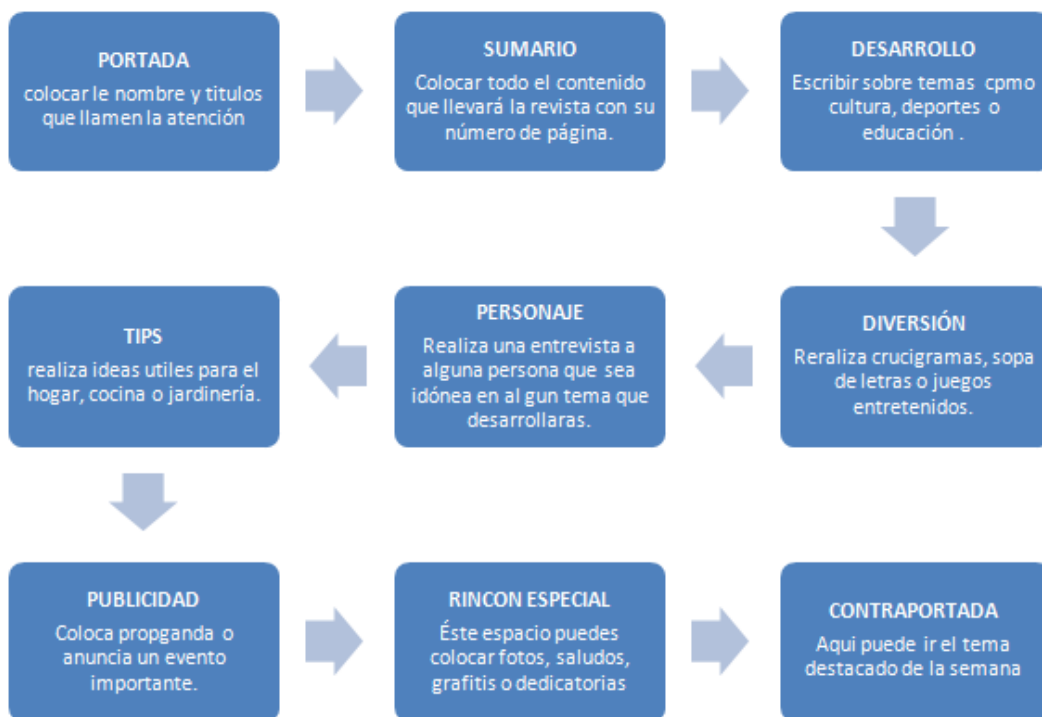 PORTADA
colocar le nombre y titulos
que llamen la atención
SUMARIO
Colocar todo el contenido
que llevará la revista con su
número de página.
DESARROLLO
Escribir sobre temas cpmo
cultura, deportes o
educación .
DIVERSIÓN
Reraliza crucigramas, sopa
de letras o juegos
entretenidos.
PERSONAJE
Realiza una entrevista a
alguna persona que sea
idónea en al gun tema que
desarrollaras.
TIPS
realiza ideas utiles para el
hogar, cocina o jardinería.
PUBLICIDAD
Coloca propganda o
anuncia un evento
importante.
RINCON ESPECIAL
Éste espacio puedes
colocar fotos, saludos,
grafitis o dedicatorias
CONTRAPORTADA
Aqui puede ir el tema
destacado de la semana